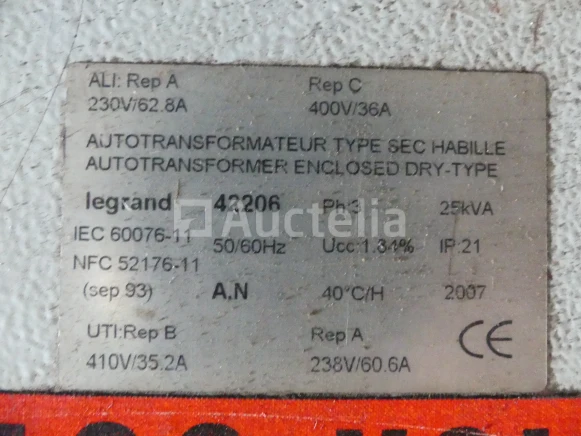 ALI: Rep A Rep C
230V/62.8A 400V/36A
AUTOTRANSFORMATEUR TYPE SEC HABILLE
AUTOTRANSFORMER ENCLOSED DRY-TYPE
legrand 42206 Ph:3 25kVA
IEC 60076-11 50/60Hz Ucc:1.34% IP:21
NFC 52176-11
(sep 93) A.N 40°C/H 2007
UTI:Rep B Rep A CE
410V/35.2A 238V/60.6A
Auctelia